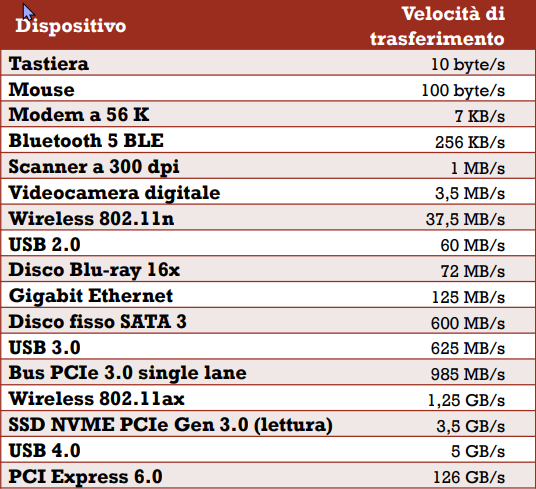 Dispositivo Velocità di trasferimento
Tastiera 10 byte/s
Mouse 100 byte/s
Modem a 56 K 7 KB/s
Bluetooth 5 BLE 256 KB/s
Scanner a 300 dpi 1 MB/s
Videocamera digitale 3,5 MB/s
Wireless 802.11n 37,5 MB/s
USB 2.0 60 MB/s
Disco Blu-ray 16x 72 MB/s
Gigabit Ethernet 125 MB/s
Disco fisso SATA 3 600 MB/s
USB 3.0 625 MB/s
Bus PCIe 3.0 single lane 985 MB/s
Wireless 802.11ax 1,25 GB/s
SSD NVME PCIe Gen 3.0 (lettura) 3,5 GB/s
USB 4.0 5 GB/s
PCI Express 6.0 126 GB/s